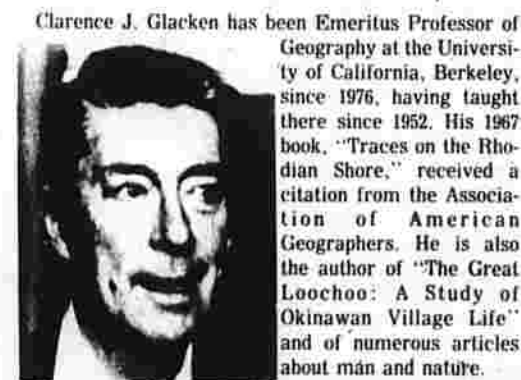 Clarence J. Glacken has been Emeritus Professor of
Geography at the Universi-
ty of California, Berkeley,
since 1976, having taught
there since 1952. His 1967
book, "Traces on the Rho-
dian Shore," received a
citation from the Associa-
tion of American
Geographers. He is also
the author of "The Great
Loochoo: A Study of
Okinawan Village Life"
and of numerous articles
about man and nature.